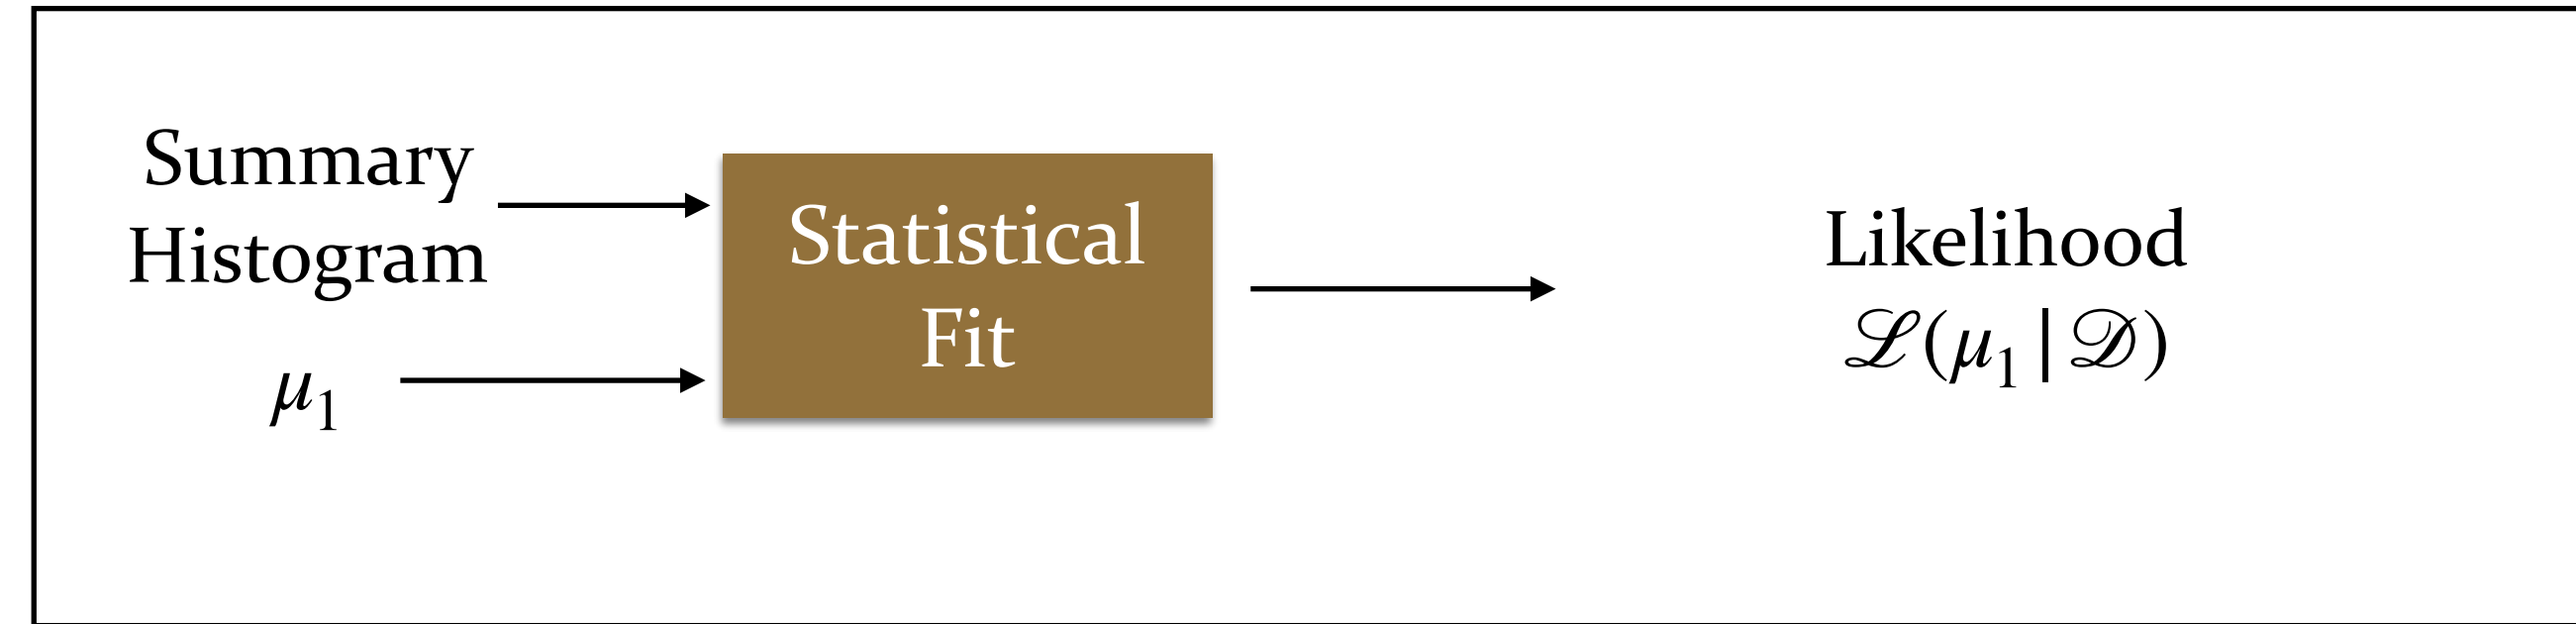 Summary
Histogram
μ₁
Statistical
Fit
Likelihood
ℒ(μ₁ | 𝒟)